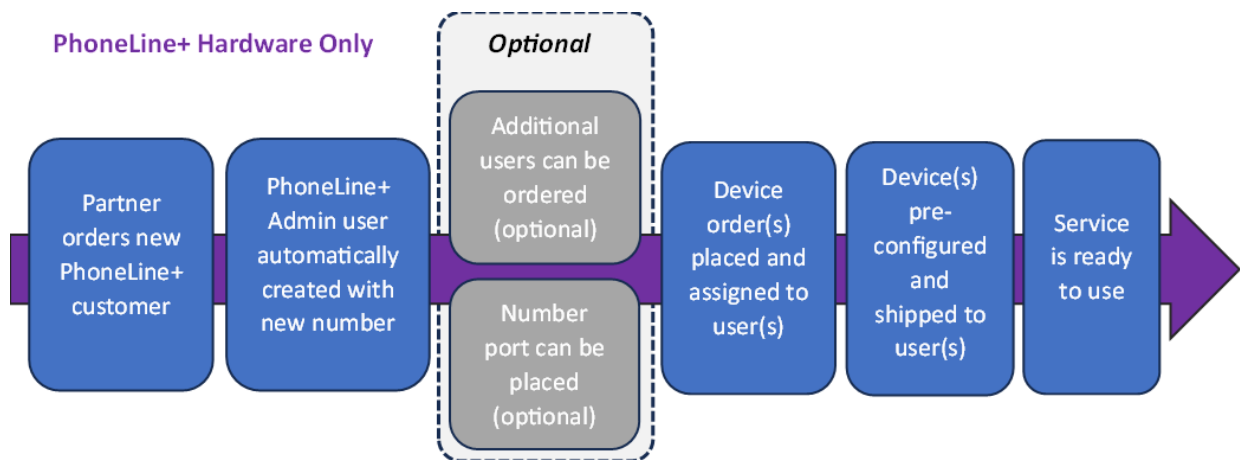 PhoneLine+ Hardware Only
Partner
orders new
PhoneLine+
customer
PhoneLine+
Admin user
automatically
created with
new number
Optional
Additional
users can be
ordered
(optional)
Number
port can be
placed
(optional)
Device
order(s)
placed and
assigned to
user(s)
Device(s)
pre-
configured
and
shipped to
user(s)
Service
is ready
to use